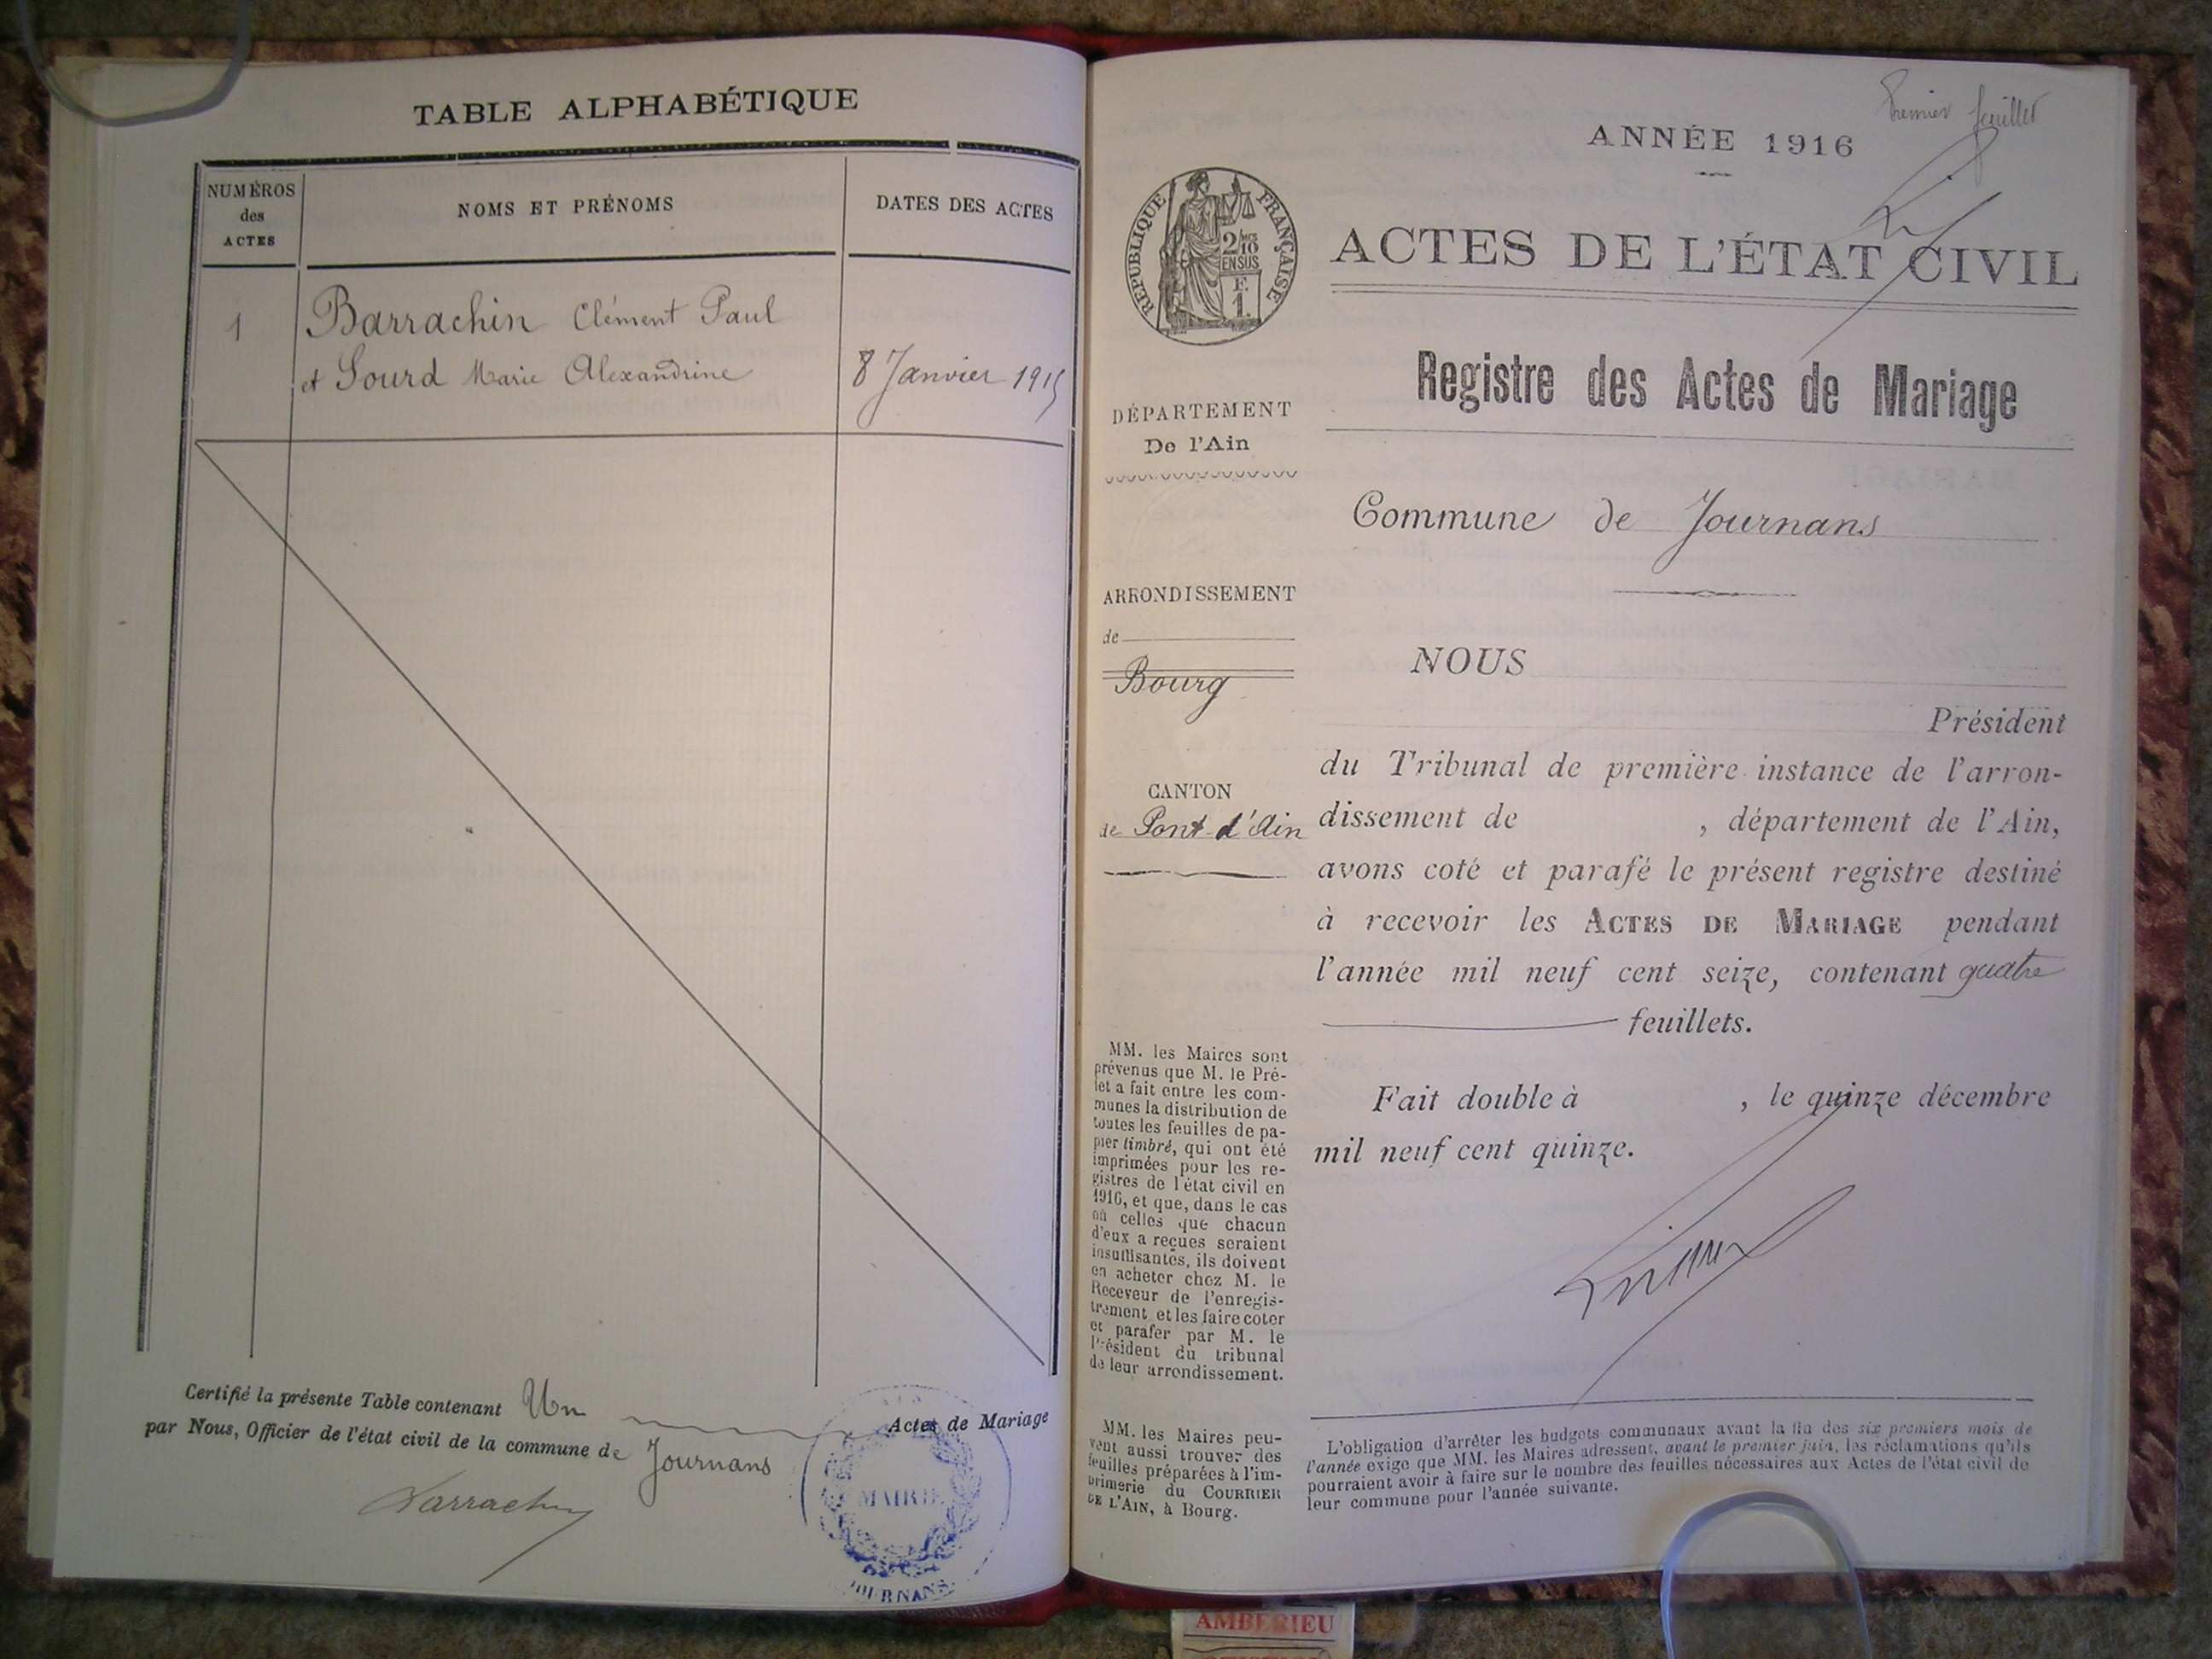 TABLE ALPHABÉTIQUE
NUMÉROS
des
ACTES
NOMS ET PRÉNOMS
DATES DES ACTES
1
Barrachin Clément Paul
et Sourd Marie Alexandrine
8 Janvier 1915
Certifié la présente Table contenant Un Actes de Mariage
par Nous, Officier de l'état civil de la commune de Journans
Barrachin
MAIRIE
JOURNANS
Premier feuillet
ANNÉE 1916
RÉPUBLIQUE FRANÇAISE
2/10
EN SUS
F.
1.
ACTES DE L'ÉTAT CIVIL
Registre des Actes de Mariage
DÉPARTEMENT
De l'Ain
Commune de Journans
ARRONDISSEMENT
de
Bourg
CANTON
de Pont-d'Ain
NOUS
Président
du Tribunal de première instance de l'arron-
dissement de , département de l'Ain,
avons coté et parafé le présent registre destiné
à recevoir les ACTES DE MARIAGE pendant
l'année mil neuf cent seize, contenant quatre
feuillets.
Fait double à , le quinze décembre
mil neuf cent quinze.
MM. les Maires sont
prévenus que M. le Pré-
fet a fait entre les com-
munes la distribution de
toutes les feuilles de pa-
pier timbré, qui ont été
imprimées pour les re-
gistres de l'état civil en
1916, et que, dans le cas
où celles que chacun
d'eux a reçues seraient
insuffisantes, ils doivent
en acheter chez M. le
Receveur de l'enregis-
trement et les faire coter
et parafer par M. le
Président du tribunal
de leur arrondissement.
MM. les Maires peu-
vent aussi trouver des
feuilles préparées à l'im-
primerie du COURRIER
DE L'AIN, à Bourg.
L'obligation d'arrêter les budgets communaux avant la fin des six premiers mois de
l'année exige que MM. les Maires adressent, avant le premier juin, les réclamations qu'ils
pourraient avoir à faire sur le nombre des feuilles nécessaires aux Actes de l'état civil de
leur commune pour l'année suivante.
AMBERIEU